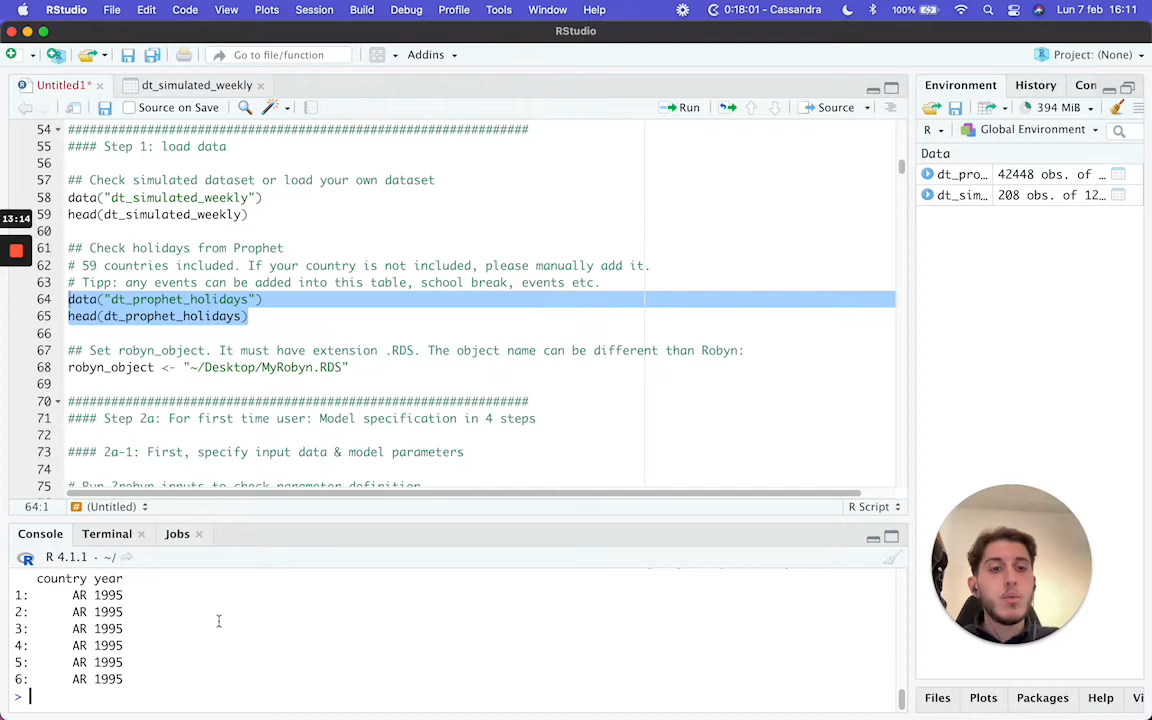 RStudio File Edit Code View Plots Session Build Debug Profile Tools Window Help 0:18:01 - Cassandra 100% Lun 7 feb 16:11
RStudio
Go to file/function Addins Project: (None)
Untitled1* dt_simulated_weekly
Source on Save Run Source
54 #################################################################
55 #### Step 1: load data
56
57 ## Check simulated dataset or load your own dataset
58 data("dt_simulated_weekly")
59 head(dt_simulated_weekly)
60
61 ## Check holidays from Prophet
62 # 59 countries included. If your country is not included, please manually add it.
63 # Tipp: any events can be added into this table, school break, events etc.
64 data("dt_prophet_holidays")
65 head(dt_prophet_holidays)
66
67 ## Set robyn_object. It must have extension .RDS. The object name can be different than Robyn:
68 robyn_object <- "~/Desktop/MyRobyn.RDS"
69
70 #################################################################
71 #### Step 2a: For first time user: Model specification in 4 steps
72
73 #### 2a-1: First, specify input data & model parameters
74
75 # Run ?robyn_inputs to check parameter definition
13:14
64:1 (Untitled) R Script
Console Terminal Jobs
R 4.1.1 · ~/
country year
1: AR 1995
2: AR 1995
3: AR 1995
4: AR 1995
5: AR 1995
6: AR 1995
>
Environment History Con
394 MiB
R Global Environment
Data
dt_pro… 42448 obs. of …
dt_sim… 208 obs. of 12…
Files Plots Packages Help Vi